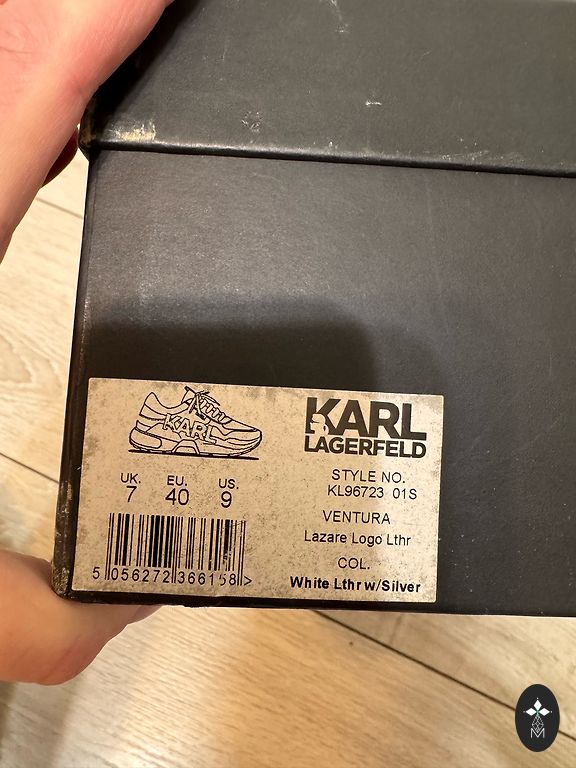 KARL
KARL
LAGERFELD
UK. EU. US.
7 40 9
STYLE NO.
KL96723 01S
VENTURA
Lazare Logo Lthr
COL.
White Lthr w/Silver
5 056272 366158 >
M